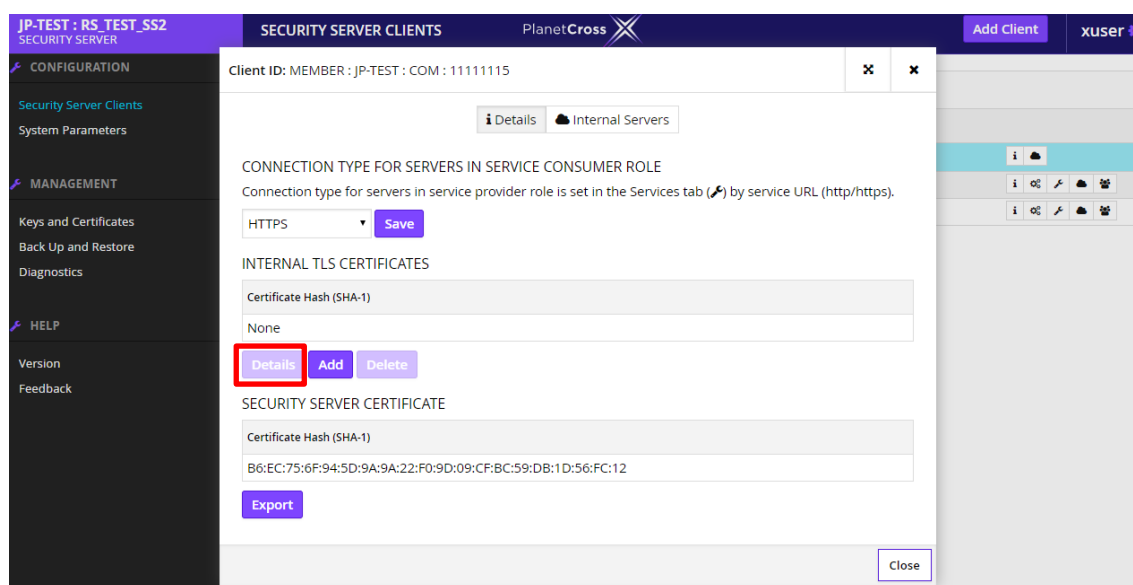 JP-TEST : RS_TEST_SS2
SECURITY SERVER
SECURITY SERVER CLIENTS
PlanetCross
Add Client
xuser
CONFIGURATION
Security Server Clients
System Parameters
MANAGEMENT
Keys and Certificates
Back Up and Restore
Diagnostics
HELP
Version
Feedback
Client ID: MEMBER : JP-TEST : COM : 11111115
Details
Internal Servers
CONNECTION TYPE FOR SERVERS IN SERVICE CONSUMER ROLE
Connection type for servers in service provider role is set in the Services tab () by service URL (http/https).
HTTPS
Save
INTERNAL TLS CERTIFICATES
Certificate Hash (SHA-1)
None
Details
Add
Delete
SECURITY SERVER CERTIFICATE
Certificate Hash (SHA-1)
B6:EC:75:6F:94:5D:9A:9A:22:F0:9D:09:CF:BC:59:DB:1D:56:FC:12
Export
Close